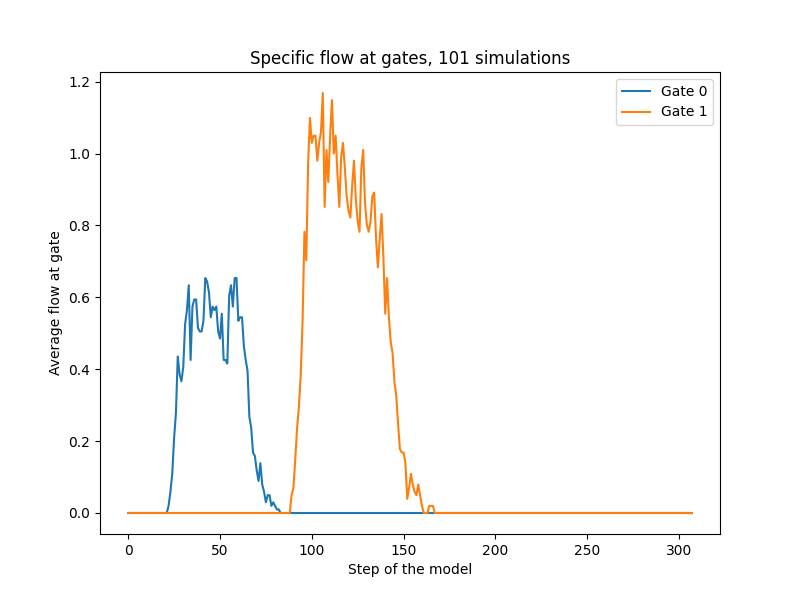 Specific flow at gates, 101 simulations
Gate 0
Gate 1
1.2
1.0
0.8
0.6
0.4
0.2
0.0
Average flow at gate
0 50 100 150 200 250 300
Step of the model